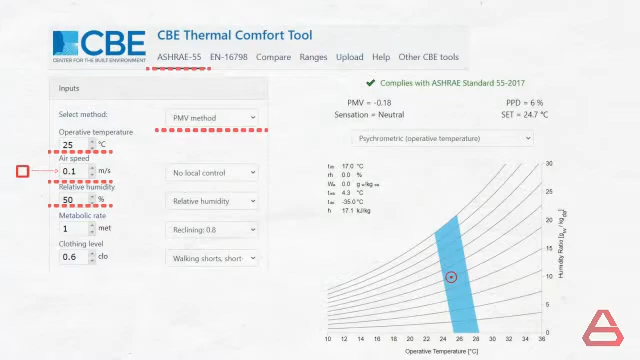 CBE
CENTER FOR THE BUILT ENVIRONMENT
CBE Thermal Comfort Tool
ASHRAE-55 EN-16798 Compare Ranges Upload Help Other CBE tools
Inputs
Select method: PMV method
Operative temperature
25 °C
Air speed
0.1 m/s No local control
Relative humidity
50 % Relative humidity
Metabolic rate
1 met Reclining: 0.8
Clothing level
0.6 clo Walking shorts, short-
Complies with ASHRAE Standard 55-2017
PMV = -0.18 PPD = 6 %
Sensation = Neutral SET = 24.7 °C
Psychrometric (operative temperature)
17.0 °C
rh 0.0 %
0.0
4.3 °C
-35.0 °C
h 17.1 kJ/kg
30
25
20
15
10
5
0
Humidity Ratio
10 12 14 16 18 20 22 24 26 28 30 32 34 36
Operative Temperature [°C]